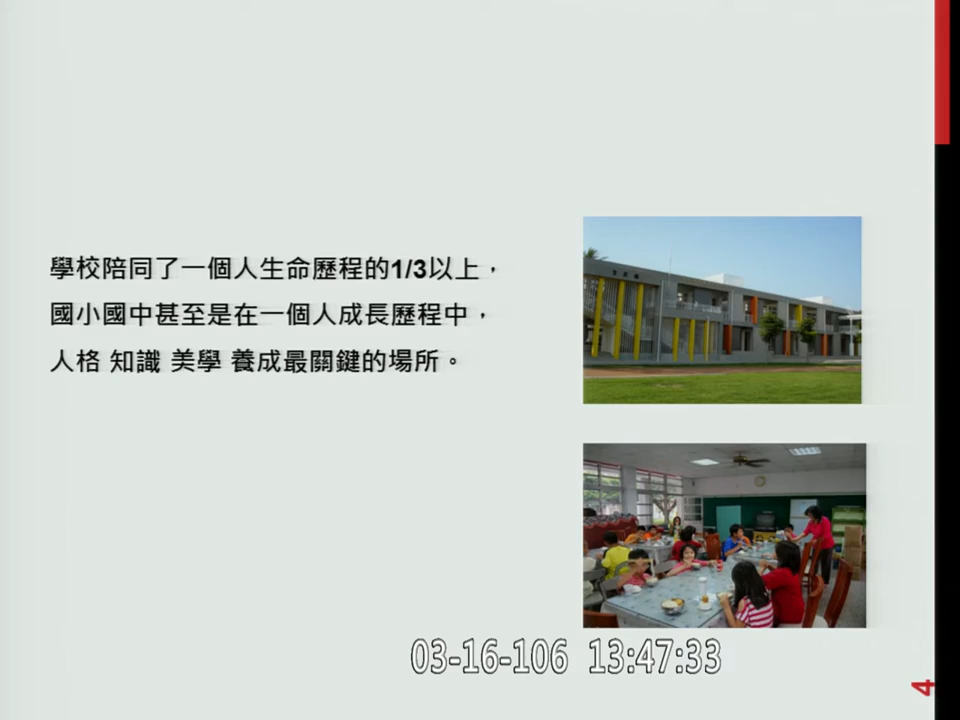 學校陪同了一個人生命歷程的1/3以上，
國小國中甚至是在一個人成長歷程中，
人格 知識 美學 養成最關鍵的場所。
03-16-106 13:47:33
4